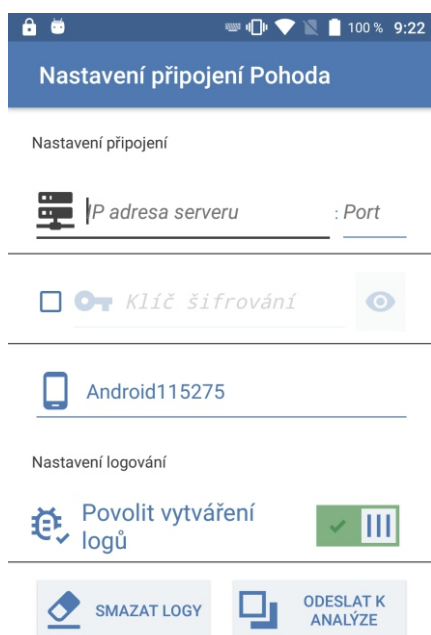 100 % 9:22
Nastavení připojení Pohoda
Nastavení připojení
IP adresa serveru : Port
Klíč šifrování
Android115275
Nastavení logování
Povolit vytváření
logů
SMAZAT LOGY
ODESLAT K
ANALÝZE